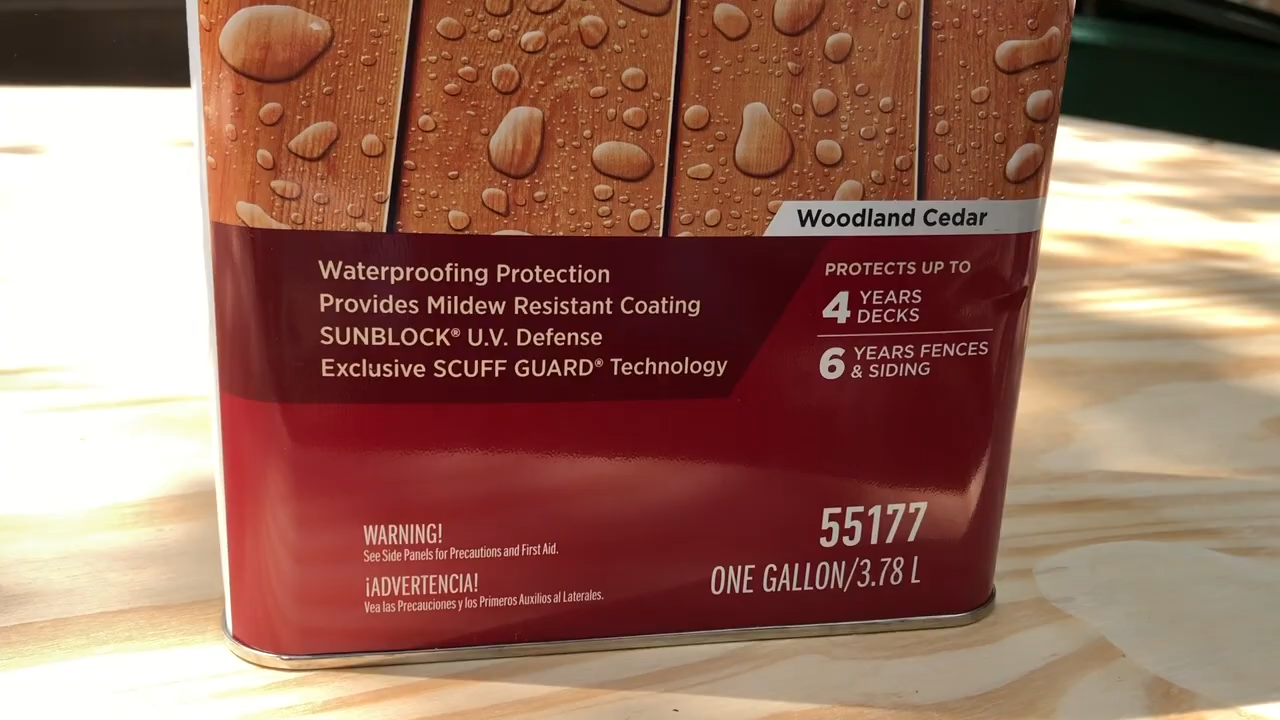 Woodland Cedar
Waterproofing Protection
Provides Mildew Resistant Coating
SUNBLOCK® U.V. Defense
Exclusive SCUFF GUARD® Technology
PROTECTS UP TO
4 YEARS
DECKS
6 YEARS FENCES
& SIDING
WARNING!
See Side Panels for Precautions and First Aid.
¡ADVERTENCIA!
Vea las Precauciones y los Primeros Auxilios al Laterales.
55177
ONE GALLON/3.78 L